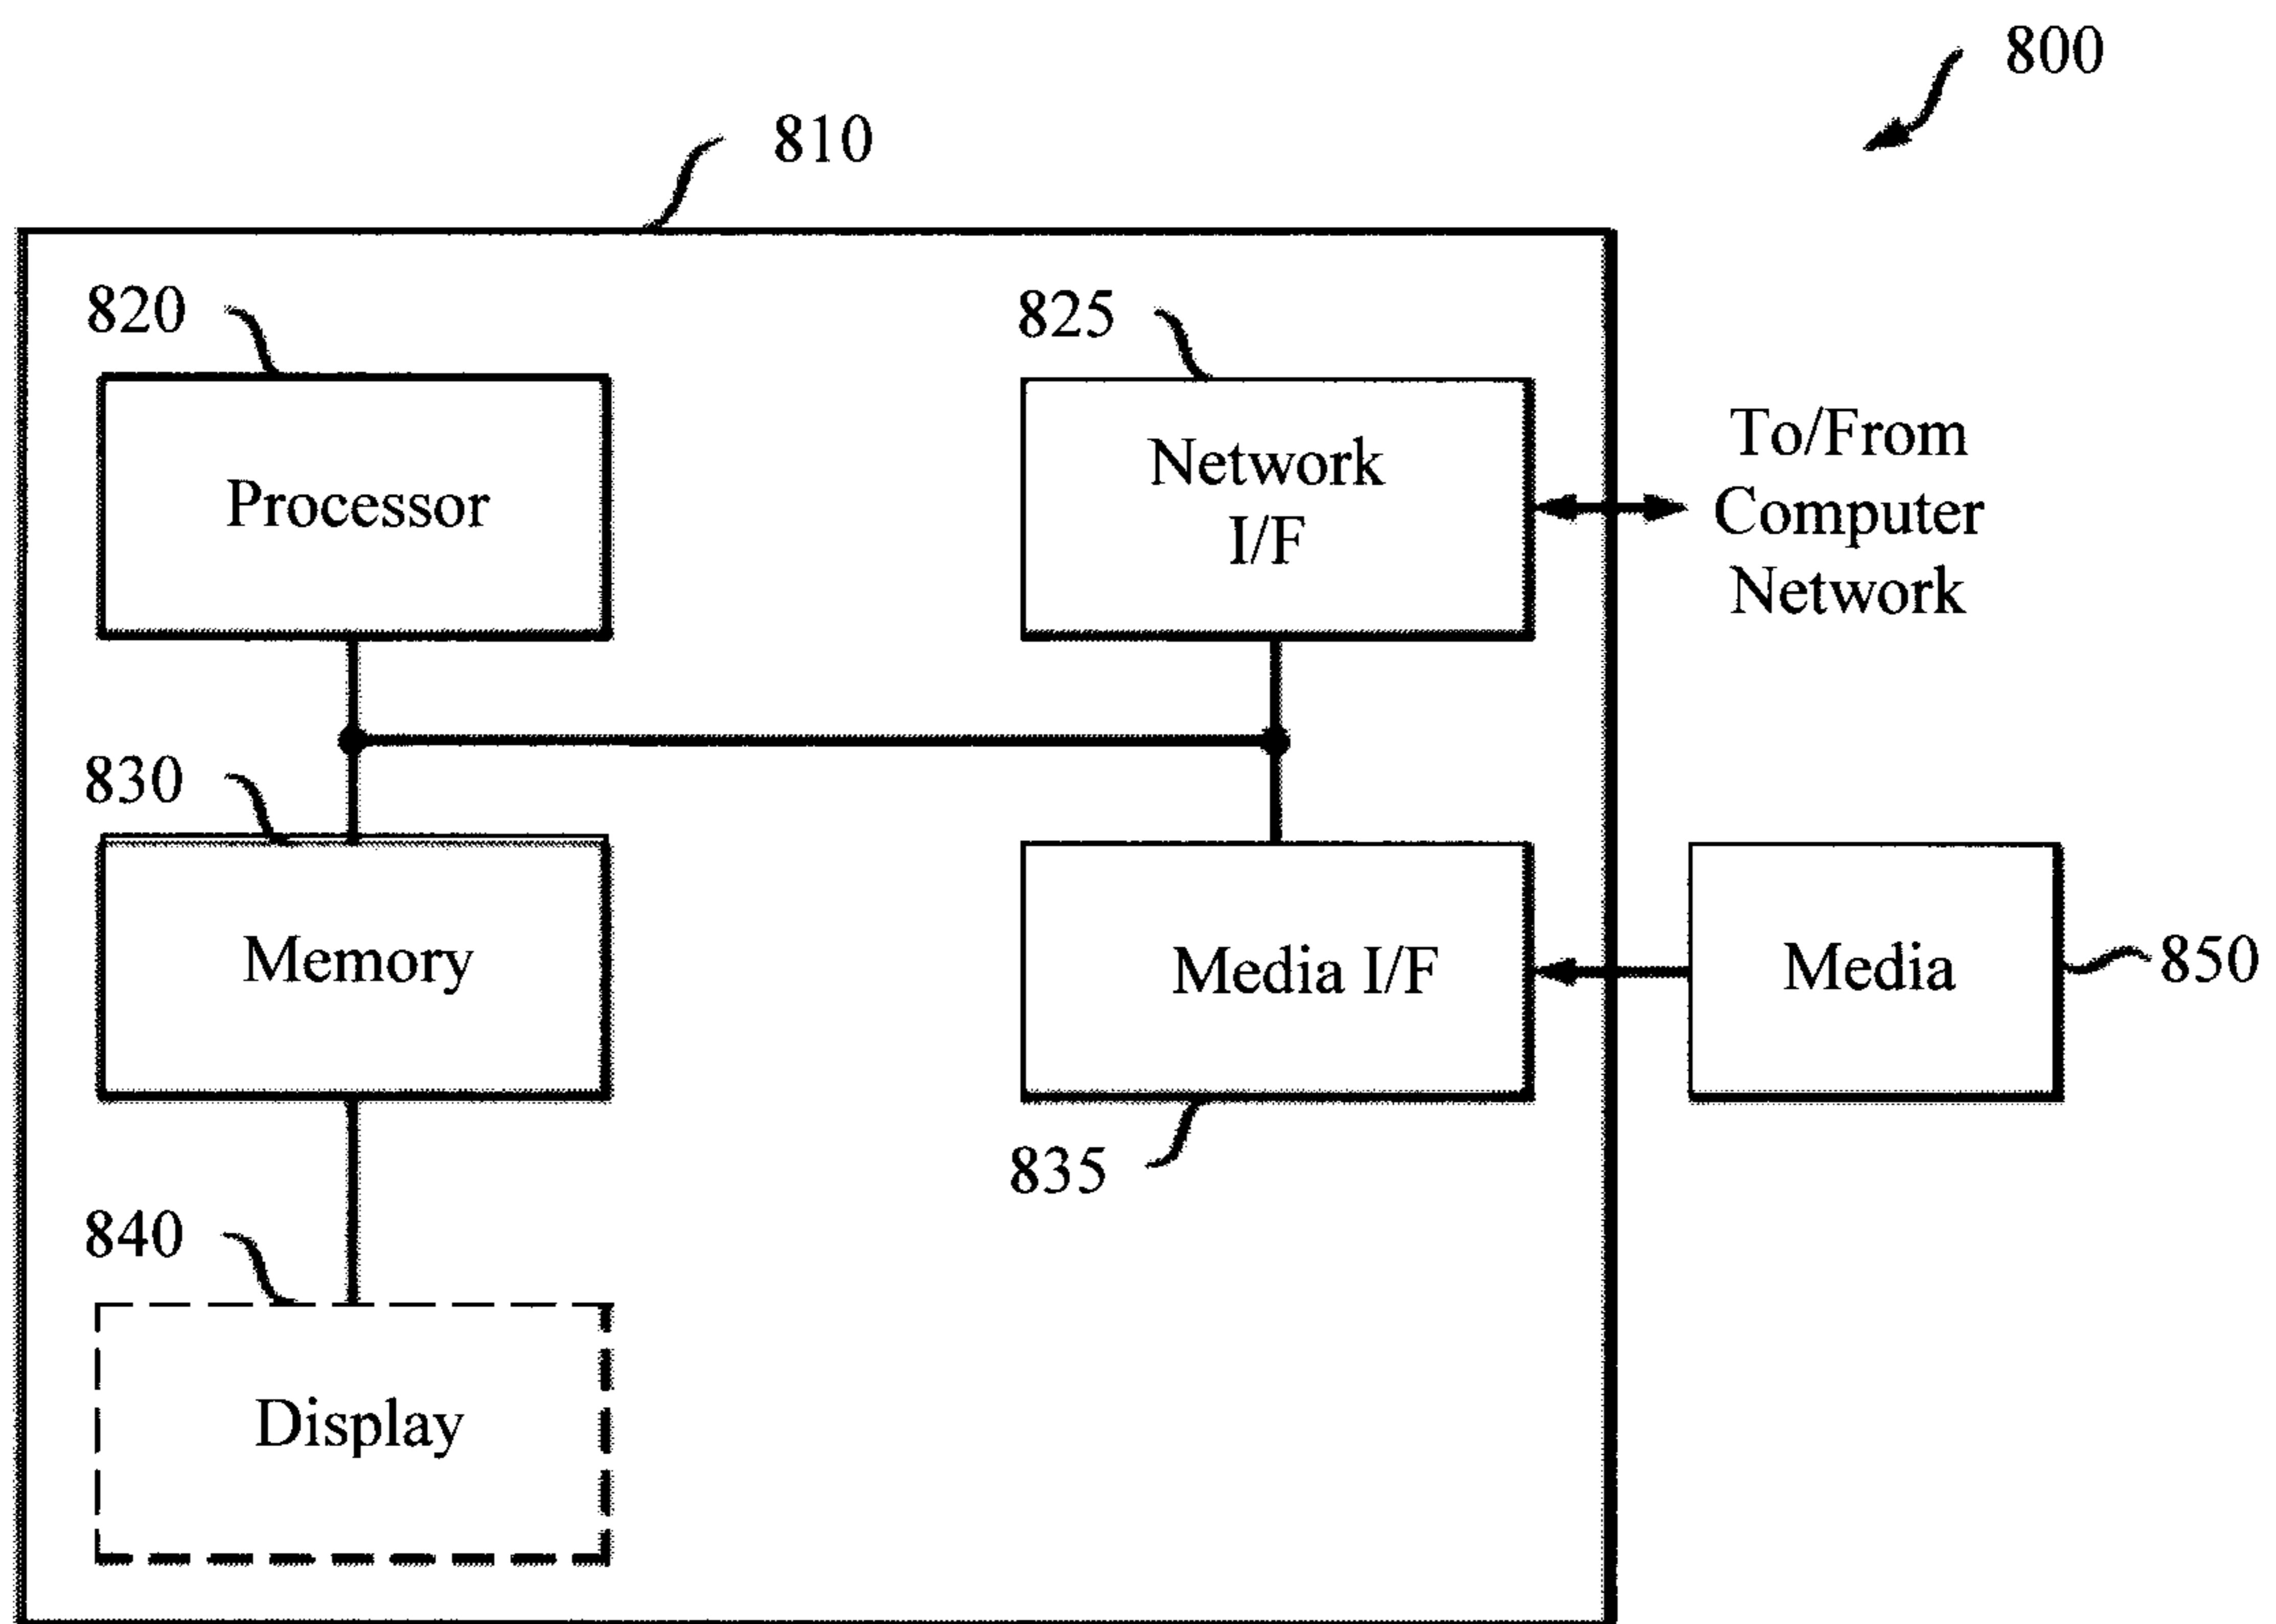 800
810
820
825
Processor
Network
I/F
To/From
Computer
Network
830
Memory
Media I/F
Media
850
835
840
Display